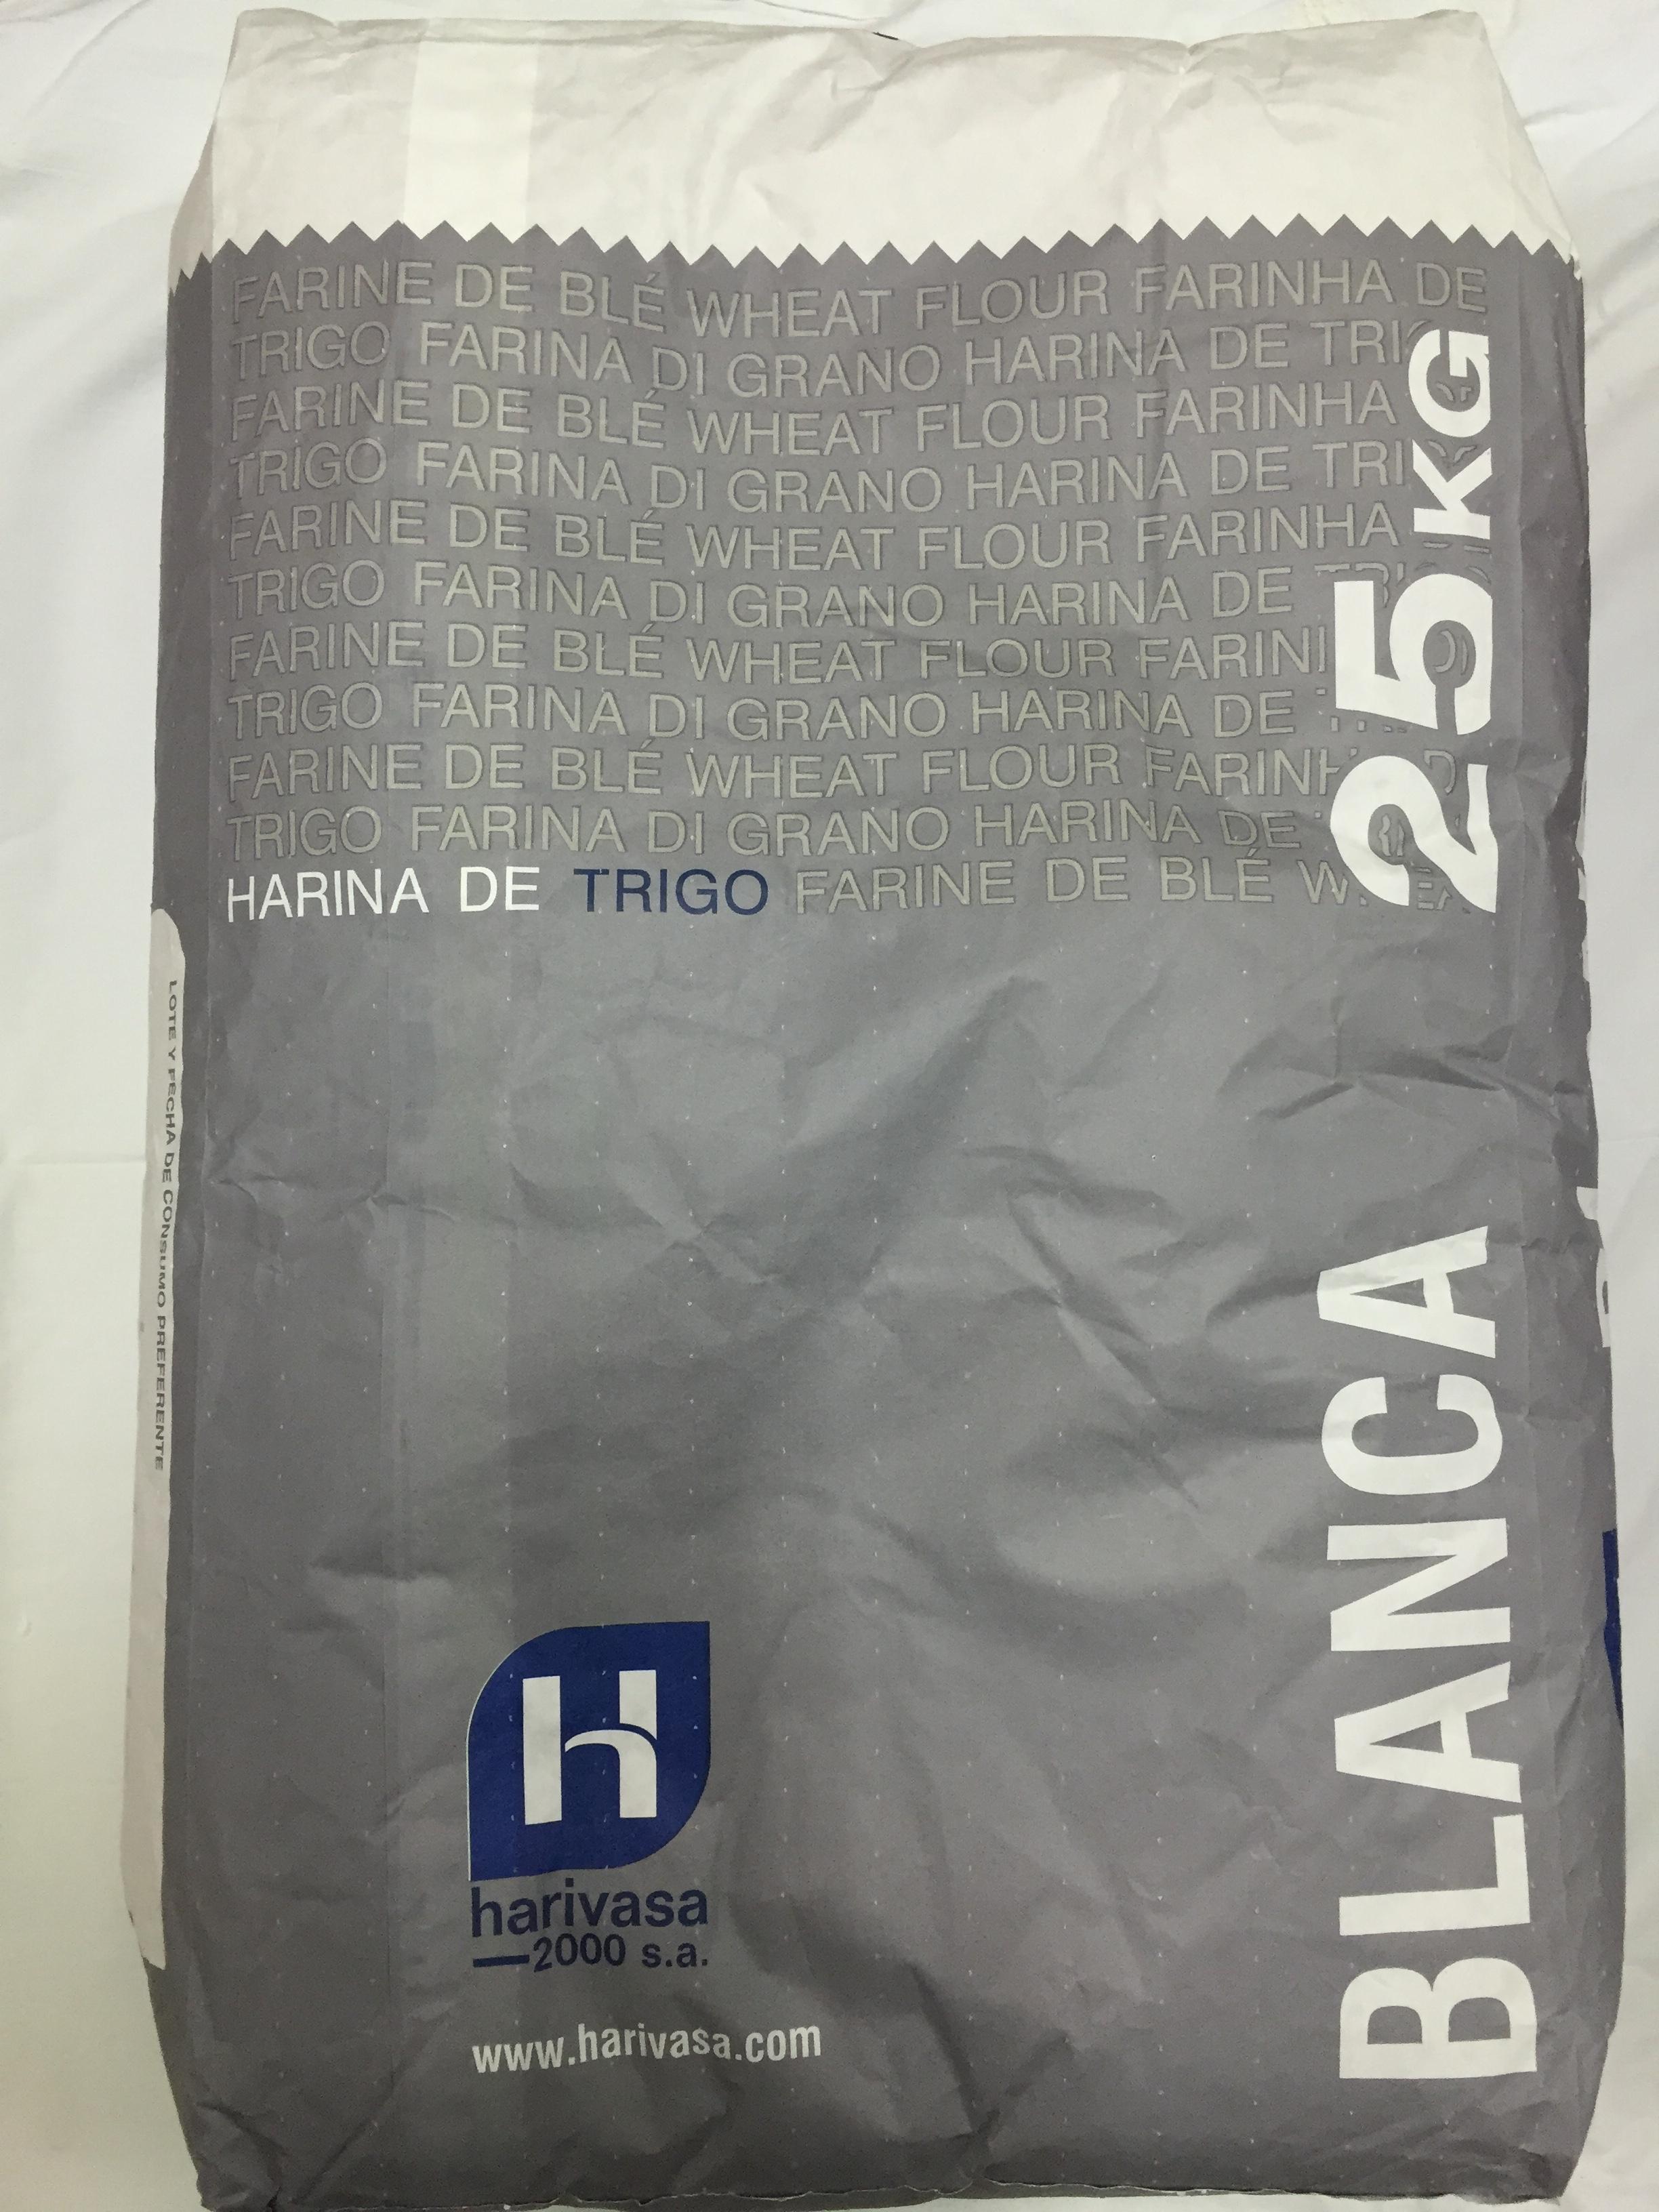 FARINE DE BLÉ WHEAT FLOUR FARINHA DE
TRIGO FARINA DI GRANO HARINA DE
FARINE DE BLÉ WHEAT FLOUR FARINHA
TRIGO FARINA DI GRANO HARINA DE
FARINE DE BLÉ WHEAT FLOUR FARINHA
TRIGO FARINA DI GRANO HARINA DE
FARINE DE BLÉ WHEAT FLOUR
TRIGO FARINA DI GRANO HARINA DE
FARINE DE BLÉ WHEAT FLOUR
TRIGO FARINA DI GRANO HARINA DE
HARINA DE TRIGO FARINE DE BLÉ
25KG
BLANCA
LOTE Y FECHA DE CONSUMO PREFERENTE
H
harivasa
2000 s.a.
www.harivasa.com